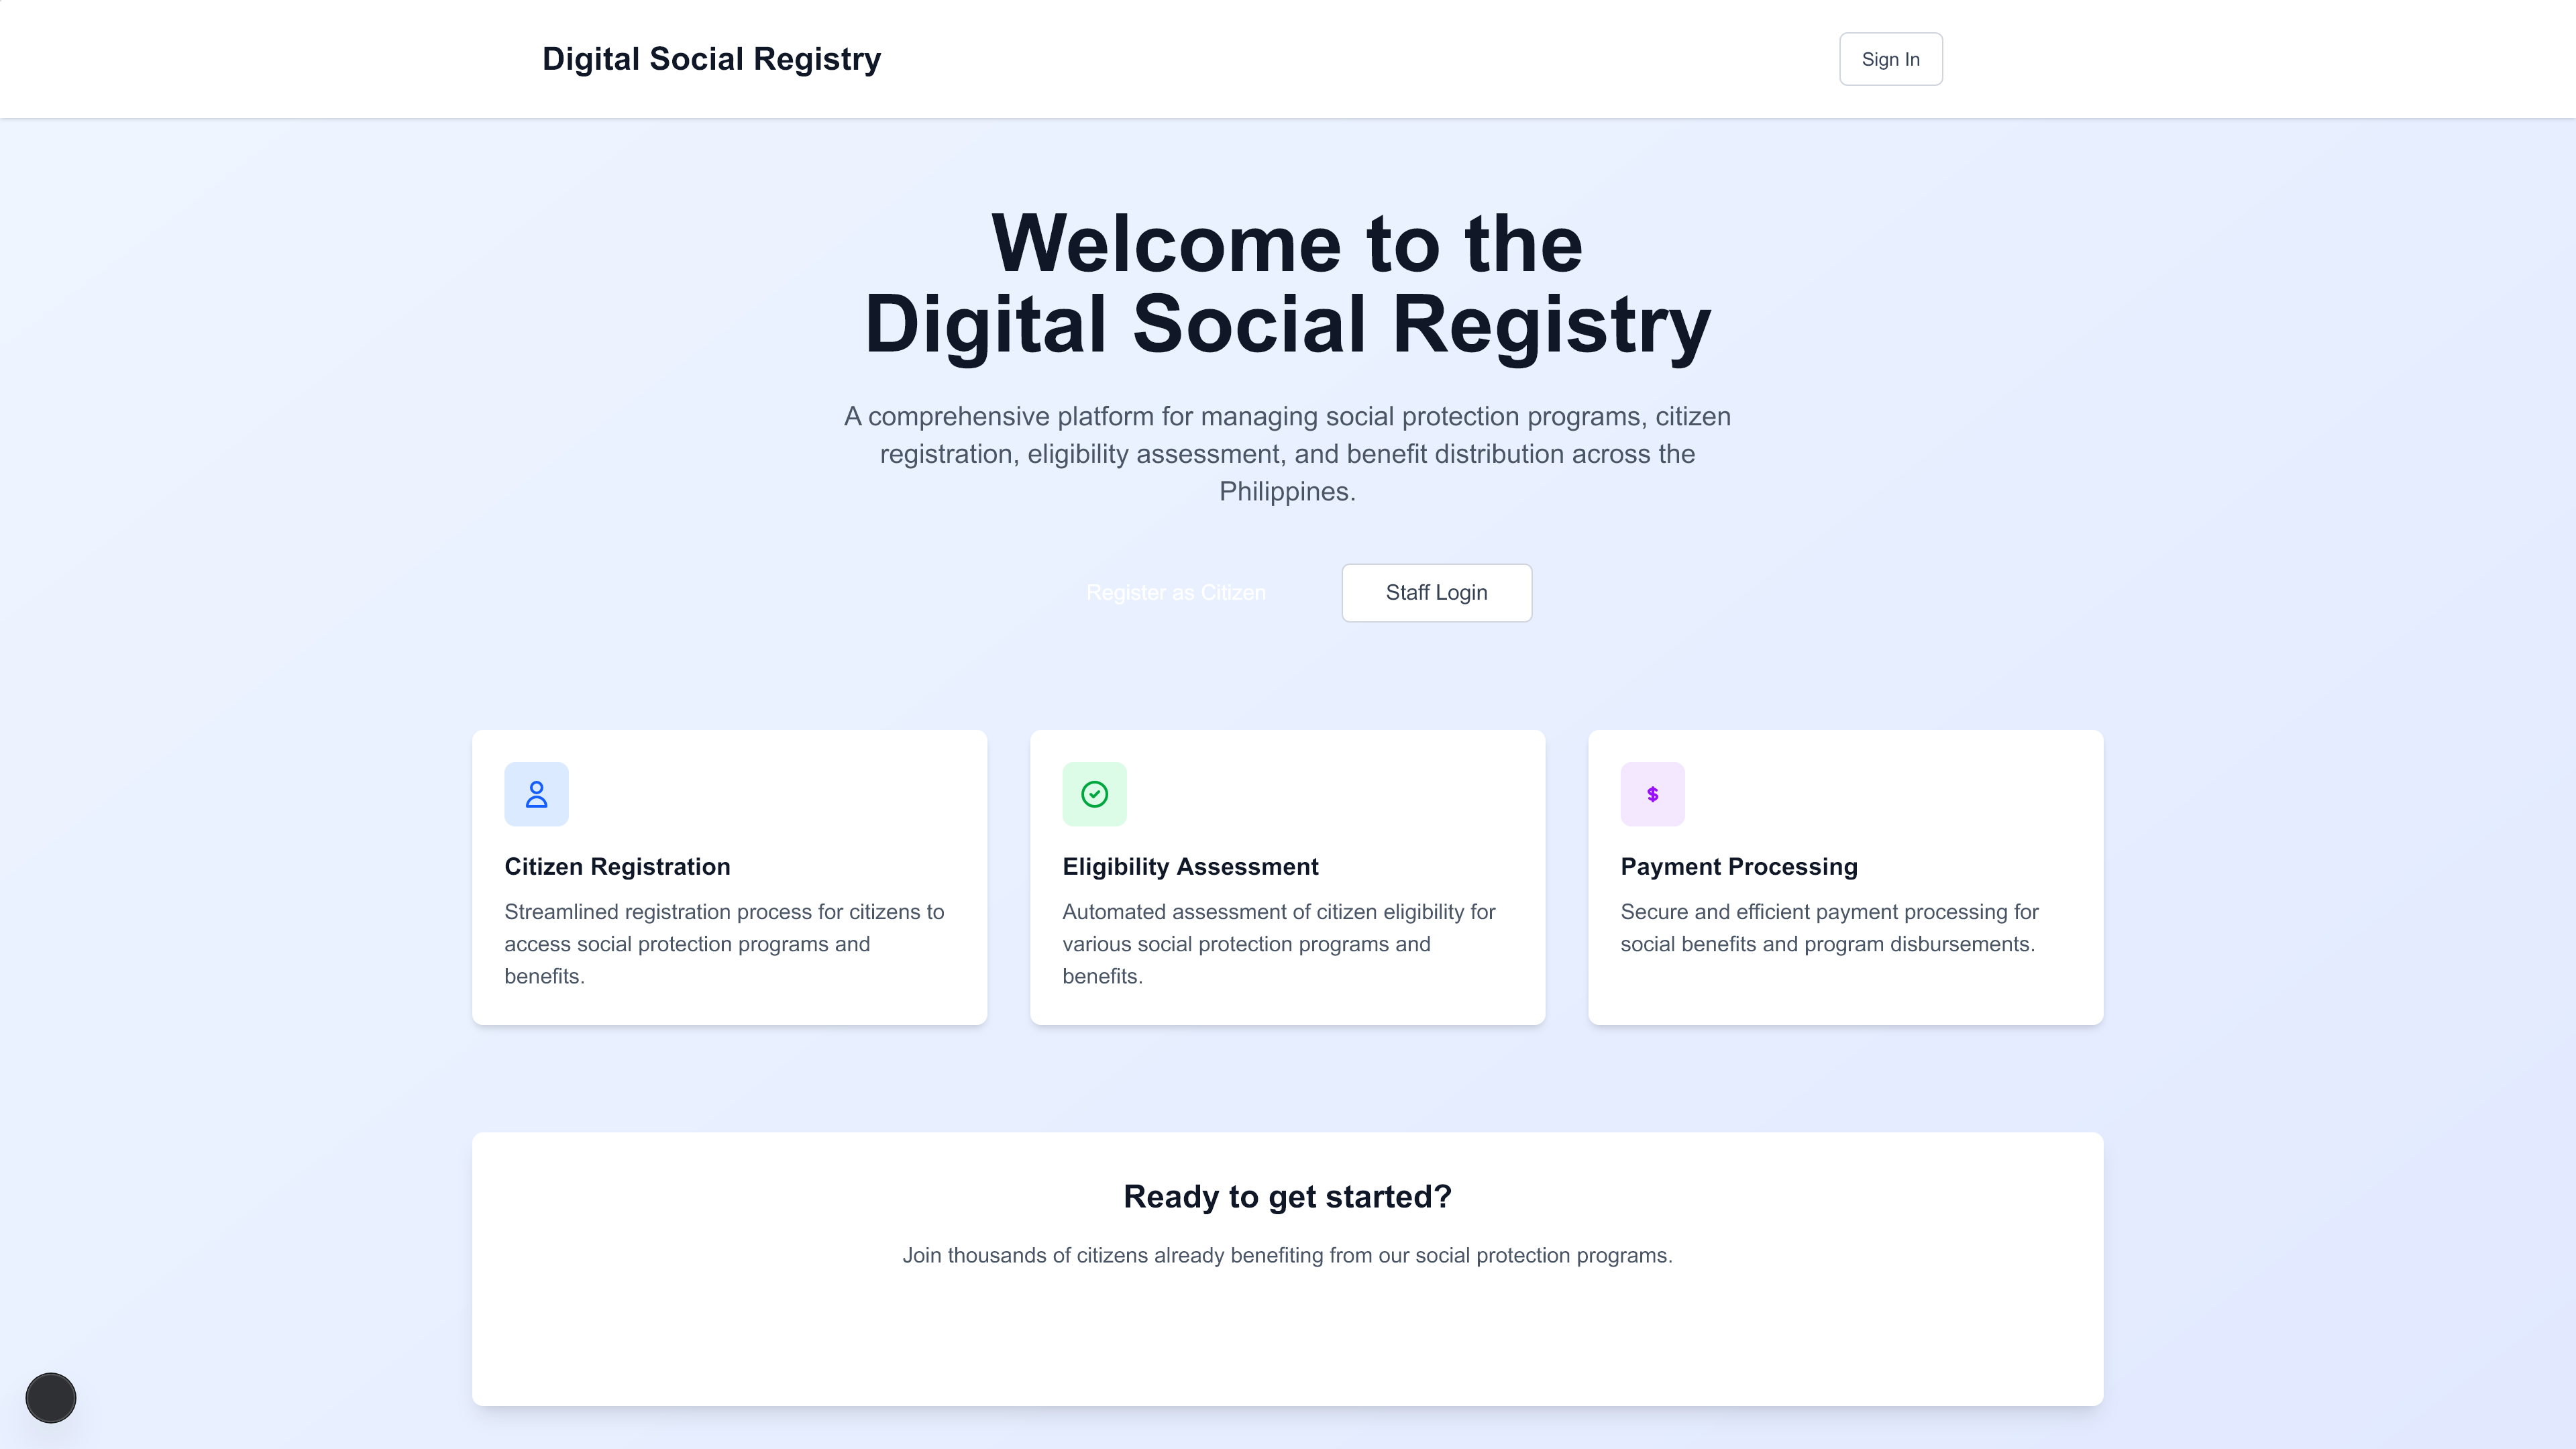 Digital Social Registry
Sign In
Welcome to the
Digital Social Registry
A comprehensive platform for managing social protection programs, citizen
registration, eligibility assessment, and benefit distribution across the
Philippines.
Register as Citizen
Staff Login
$
Citizen Registration
Streamlined registration process for citizens to
access social protection programs and
benefits.
Eligibility Assessment
Automated assessment of citizen eligibility for
various social protection programs and
benefits.
Payment Processing
Secure and efficient payment processing for
social benefits and program disbursements.
Ready to get started?
Join thousands of citizens already benefiting from our social protection programs.